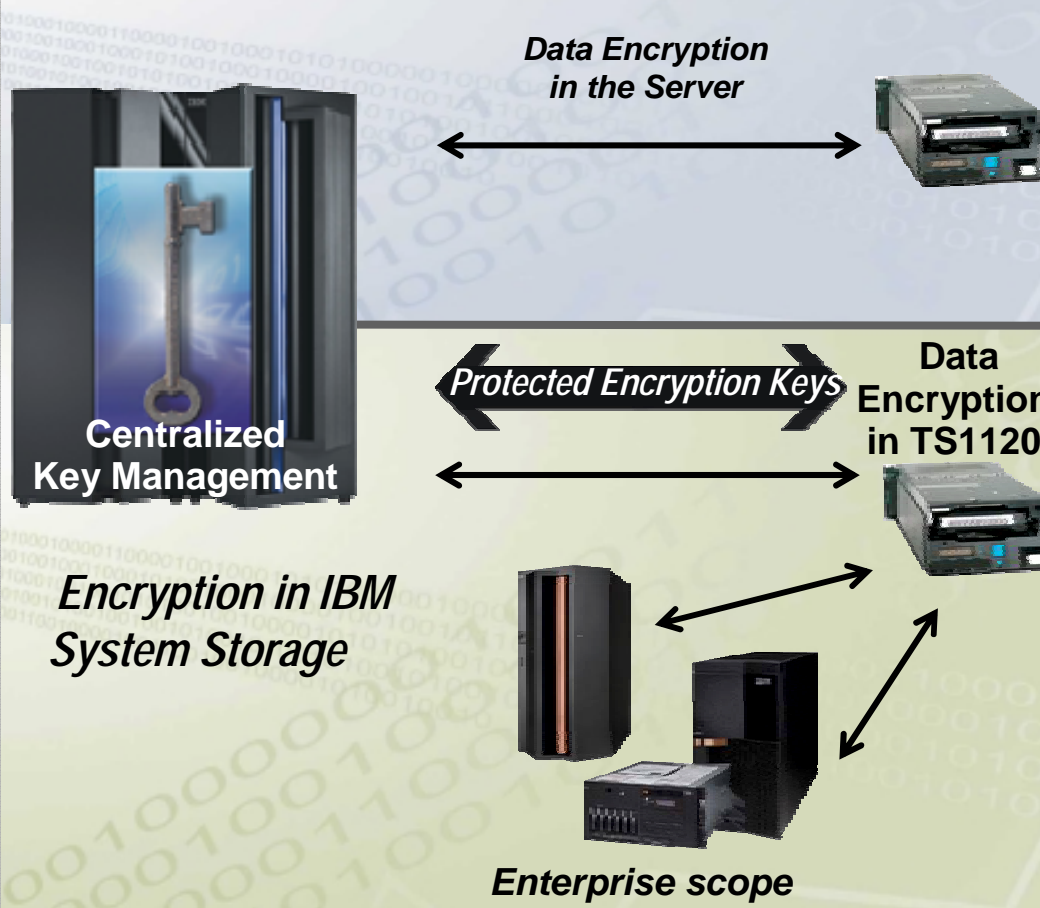 Data Encryption
in the Server
Protected Encryption Keys
Data
Encryption
in TS1120
Centralized
Key Management
Encryption in IBM
System Storage
Enterprise scope